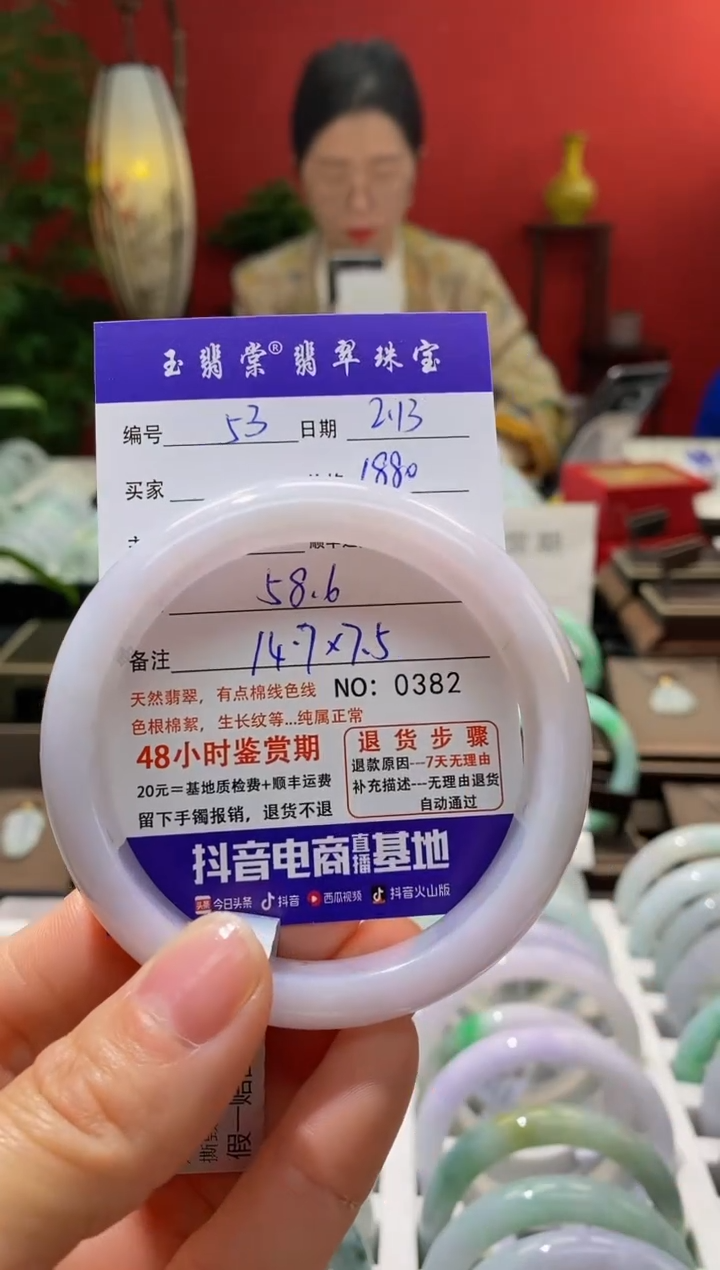 玉翡棠®翡翠珠宝
编号 53 日期 2.13
买家 1880
58.6
备注 14.7×7.5
天然翡翠，有点棉线色线 NO：0382
色根棉絮，生长纹等...纯属正常
48小时鉴赏期
退货步骤
20元＝基地质检费+顺丰运费
退款原因---7天无理由
留下手镯报销，退货不退
补充描述---无理由退货
自动通过
抖音电商直播基地
头条 今日头条 抖音 西瓜视频 抖音火山版
假一赔